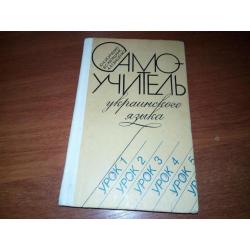 САМО-
УЧИТЕЛЬ
украинского
языка
УРОК 1
УРОК 2
УРОК 3
УРОК 4
УРОК 5